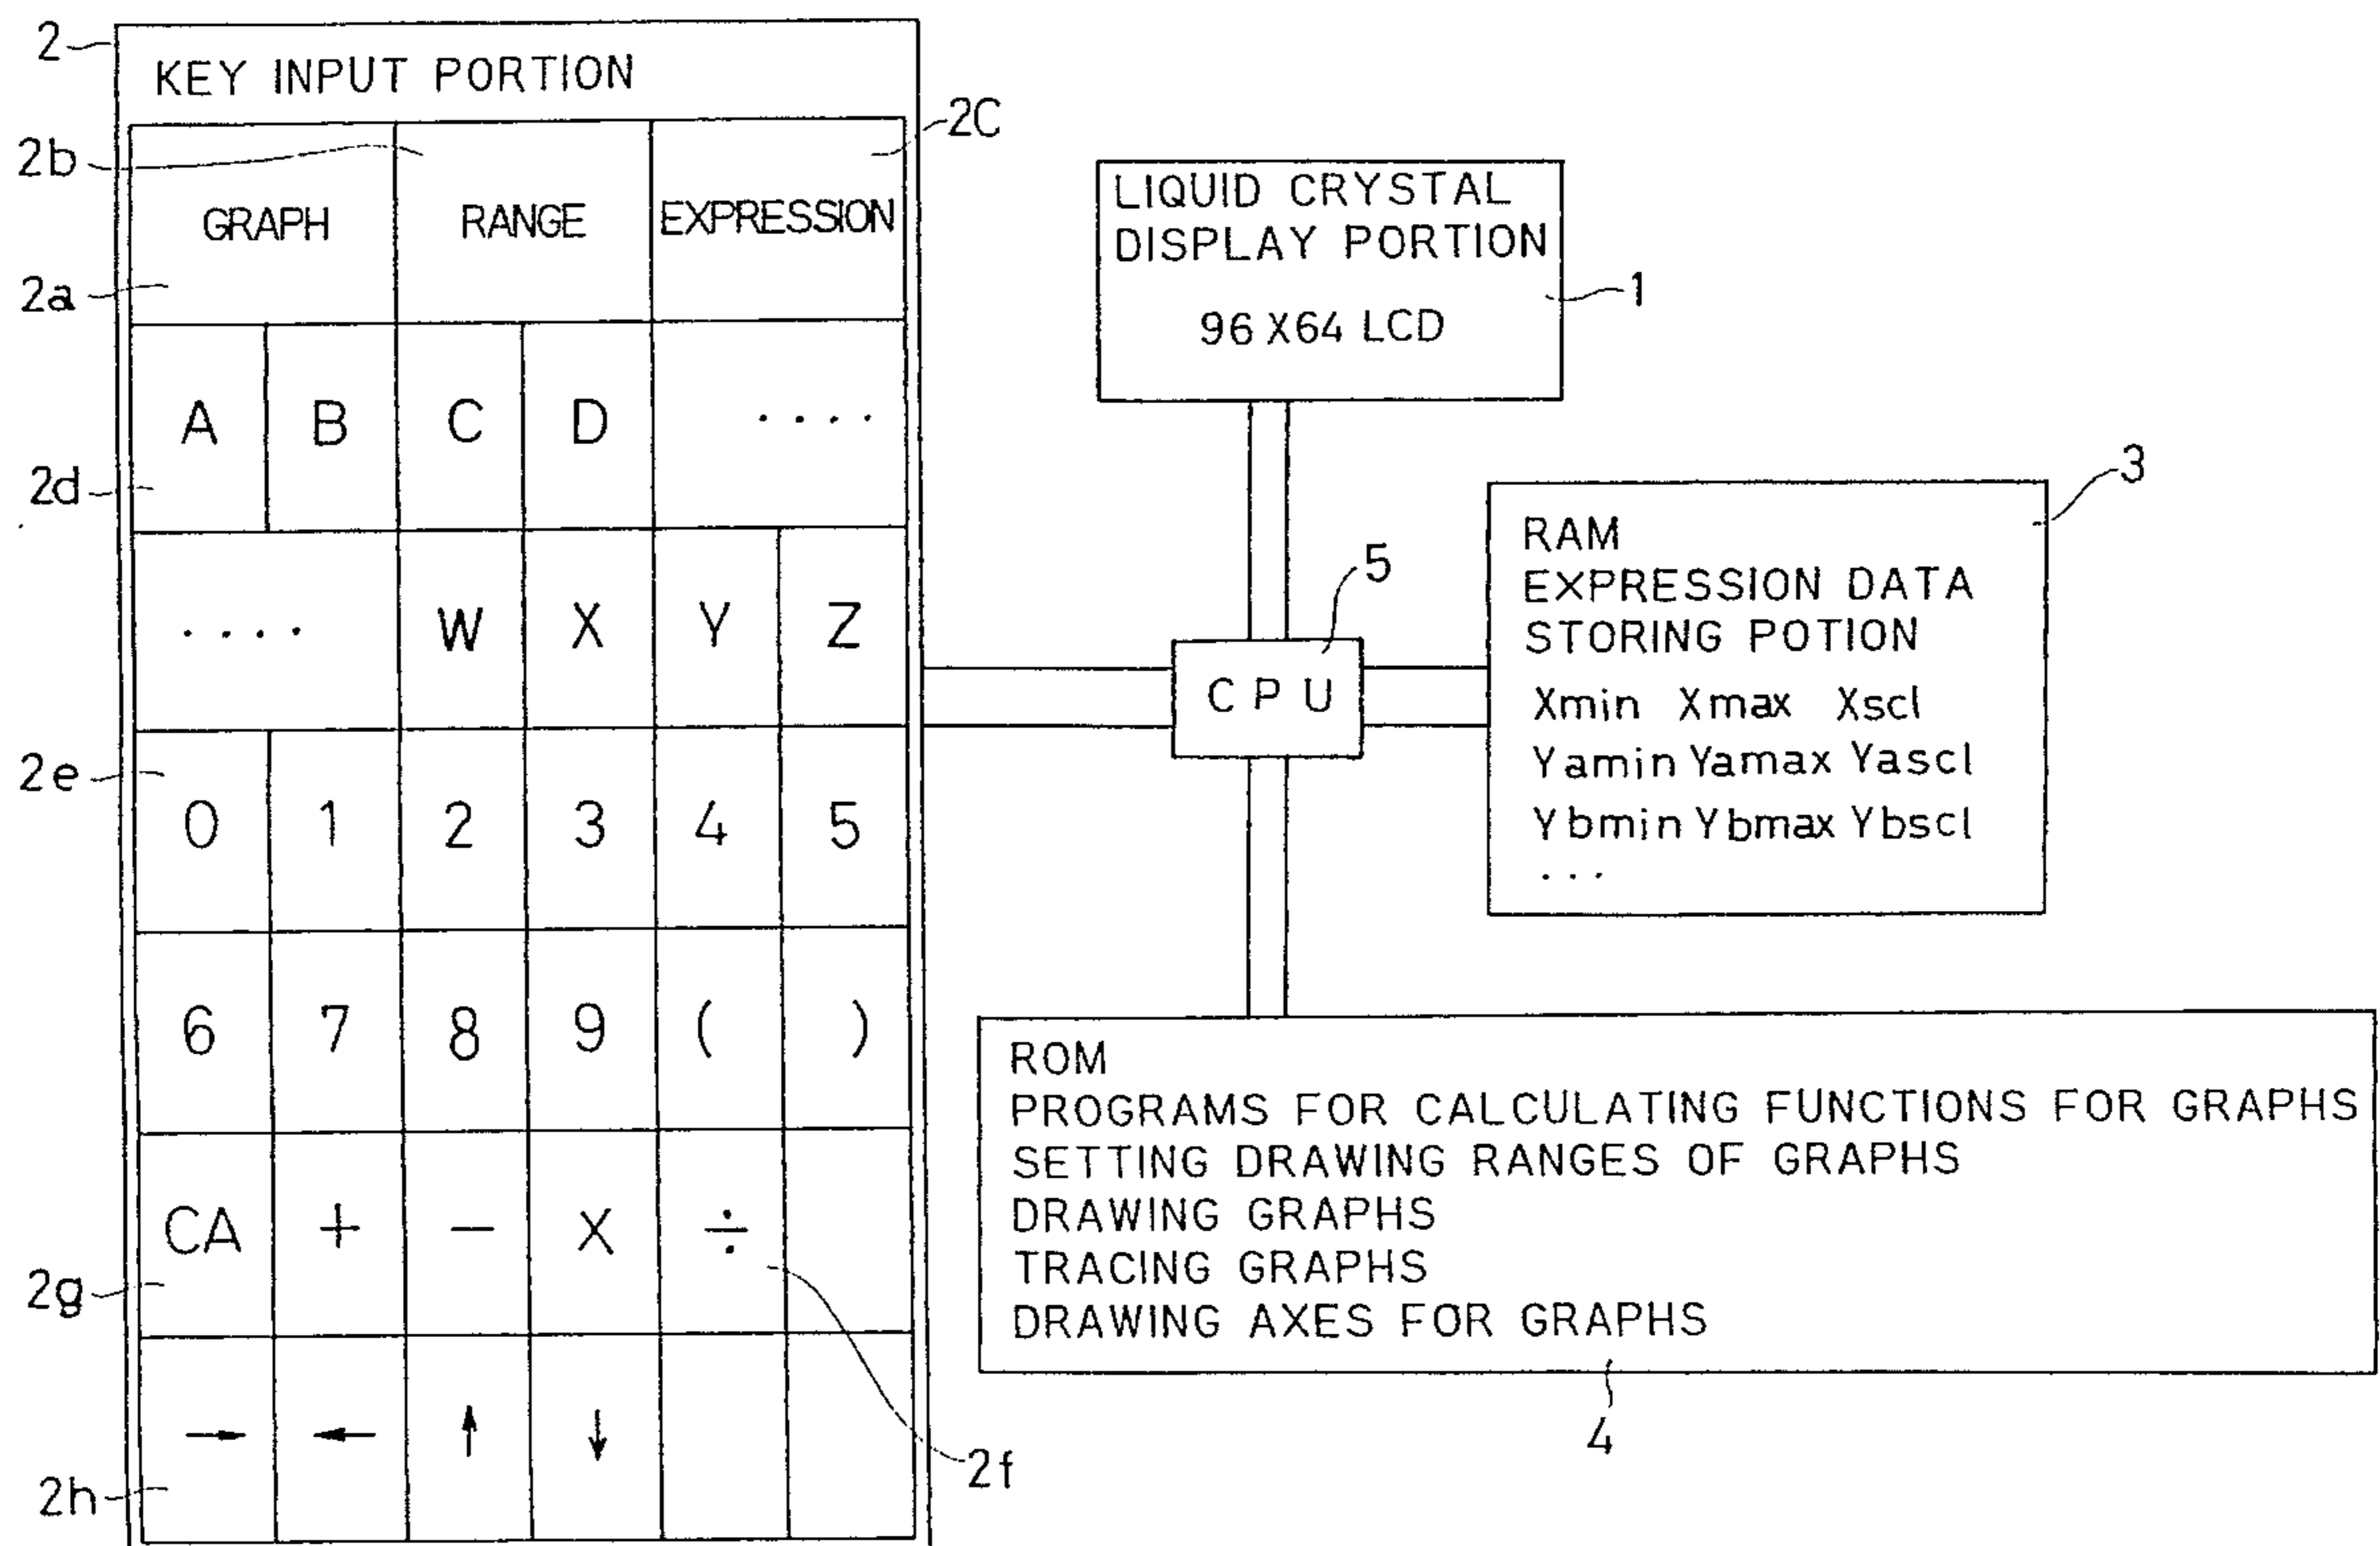 2
KEY INPUT PORTION
2C
2b
GRAPH RANGE EXPRESSION
2a
A B C D ....
2d
.... W X Y Z
2e
0 1 2 3 4 5
6 7 8 9 ( )
CA + − X ÷
2g
→ ← ↑ ↓
2f
2h
LIQUID CRYSTAL
DISPLAY PORTION
96 X64 LCD
1
5
CPU
3
RAM
EXPRESSION DATA
STORING POTION
Xmin Xmax Xscl
Yamin Yamax Yascl
Ybmin Ybmax Ybscl
...
ROM
PROGRAMS FOR CALCULATING FUNCTIONS FOR GRAPHS
SETTING DRAWING RANGES OF GRAPHS
DRAWING GRAPHS
TRACING GRAPHS
DRAWING AXES FOR GRAPHS
4